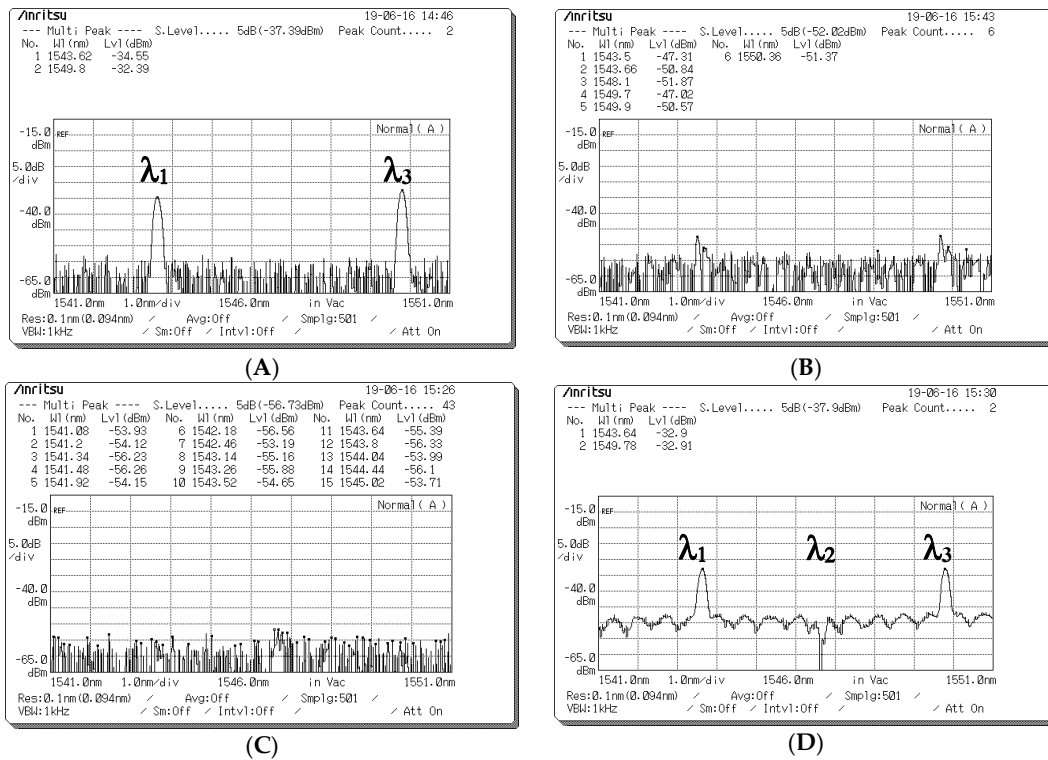 Anritsu 19-06-16 14:46
--- Multi Peak ---- S.Level..... 5dB(-37.39dBm) Peak Count..... 2
No. Wl(nm) Lvl(dBm)
1 1543.62 -34.55
2 1549.8 -32.39
-15.0 REF Normal(A)
dBm
5.0dB
/div
λ1 λ3
-40.0
dBm
-65.0
dBm
1541.0nm 1.0nm/div 1546.0nm in Vac 1551.0nm
Res:0.1nm(0.094nm) / Avg:Off / Smplg:501 /
VBW:1kHz / Sm:Off / Intvl:Off / / Att On
(A)
Anritsu 19-06-16 15:43
--- Multi Peak ---- S.Level..... 5dB(-52.02dBm) Peak Count..... 6
No. Wl(nm) Lvl(dBm) No. Wl(nm) Lvl(dBm)
1 1543.5 -47.31 6 1550.36 -51.37
2 1543.66 -50.84
3 1548.1 -51.87
4 1549.7 -47.02
5 1549.9 -50.57
-15.0 REF Normal(A)
dBm
5.0dB
/div
-40.0
dBm
-65.0
dBm
1541.0nm 1.0nm/div 1546.0nm in Vac 1551.0nm
Res:0.1nm(0.094nm) / Avg:Off / Smplg:501 /
VBW:1kHz / Sm:Off / Intvl:Off / / Att On
(B)
Anritsu 19-06-16 15:26
--- Multi Peak ---- S.Level..... 5dB(-56.73dBm) Peak Count..... 43
No. Wl(nm) Lvl(dBm) No. Wl(nm) Lvl(dBm) No. Wl(nm) Lvl(dBm)
1 1541.08 -53.93 6 1542.18 -56.56 11 1543.64 -55.39
2 1541.2 -54.12 7 1542.46 -53.19 12 1543.8 -56.33
3 1541.34 -56.23 8 1543.14 -55.16 13 1544.04 -53.99
4 1541.48 -56.26 9 1543.26 -55.88 14 1544.44 -56.1
5 1541.92 -54.15 10 1543.52 -54.65 15 1545.02 -53.71
-15.0 REF Normal(A)
dBm
5.0dB
/div
-40.0
dBm
-65.0
dBm
1541.0nm 1.0nm/div 1546.0nm in Vac 1551.0nm
Res:0.1nm(0.094nm) / Avg:Off / Smplg:501 /
VBW:1kHz / Sm:Off / Intvl:Off / / Att On
(C)
Anritsu 19-06-16 15:30
--- Multi Peak ---- S.Level..... 5dB(-37.9dBm) Peak Count..... 2
No. Wl(nm) Lvl(dBm)
1 1543.64 -32.9
2 1549.78 -32.91
-15.0 REF Normal(A)
dBm
5.0dB
/div
λ1 λ2 λ3
-40.0
dBm
-65.0
dBm
1541.0nm 1.0nm/div 1546.0nm in Vac 1551.0nm
Res:0.1nm(0.094nm) / Avg:Off / Smplg:501 /
VBW:1kHz / Sm:Off / Intvl:Off / / Att On
(D)